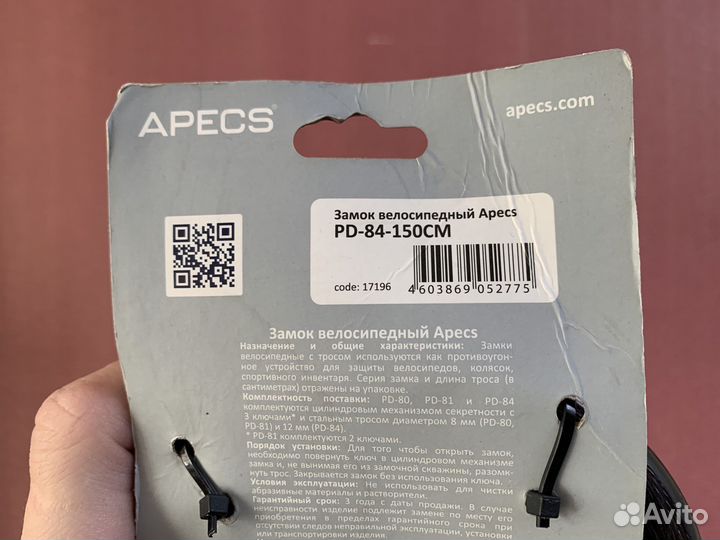 APECS®
apecs.com
Замок велосипедный Apecs
PD-84-150CM
code: 17196
4 603869 052775
Замок велосипедный Apecs
Назначение и общие характеристики: Замки
велосипедные с тросом используются как противоугон-
ное устройство для защиты велосипедов, колясок,
спортивного инвентаря. Серия замка и длина троса (в
сантиметрах) отражены на упаковке.
Комплектность поставки: PD-80, PD-81 и PD-84
комплектуются цилиндровым механизмом секретности с
3 ключами* и стальным тросом диаметром 8 мм (PD-80,
PD-81) и 12 мм (PD-84).
* PD-81 комплектуются 2 ключами.
Порядок установки: Для того чтобы открыть замок,
необходимо повернуть ключ в цилиндровом механизме
замка и, не вынимая его из замочной скважины, разомк-
нуть трос. Закрывается замок без использования ключа.
Условия эксплуатации: Не использовать для чистки
абразивные материалы и растворители.
Гарантийный срок: 3 года с даты продажи. В случае
неисправности изделия подлежит замене по месту его
приобретения в пределах гарантийного срока при
отсутствии следов неправильной эксплуатации, установки
или транспортировки изделия.
Avito